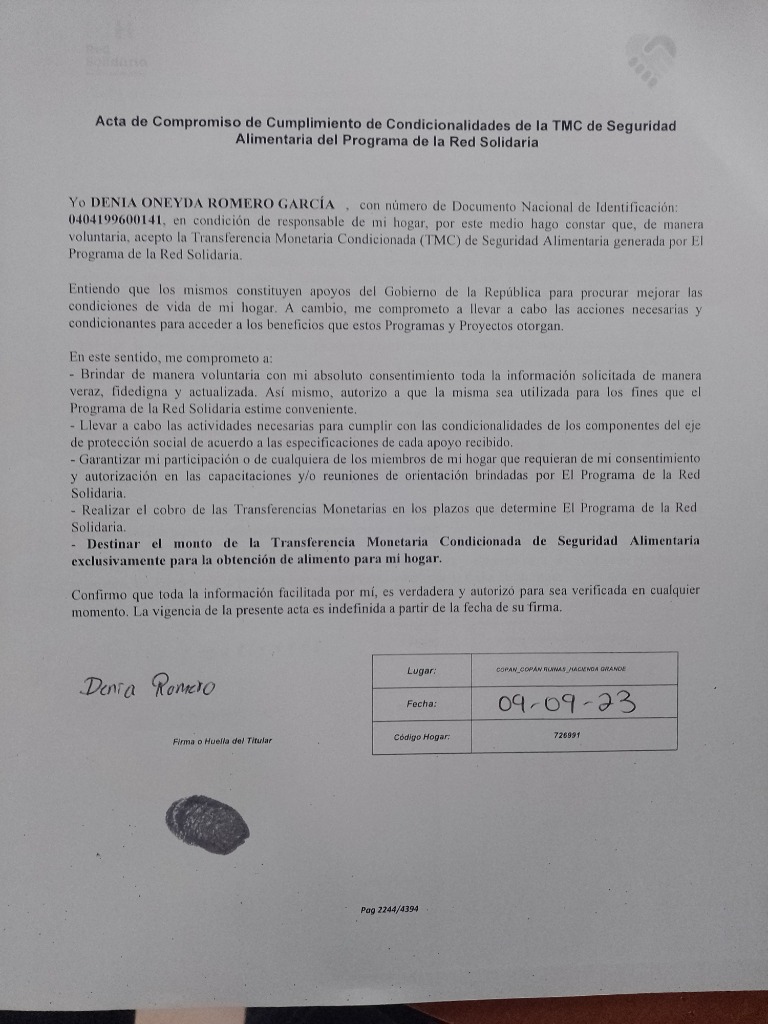 Red
Solidaria
Acta de Compromiso de Cumplimiento de Condicionalidades de la TMC de Seguridad
Alimentaria del Programa de la Red Solidaria
Yo DENIA ONEYDA ROMERO GARCÍA , con número de Documento Nacional de Identificación:
0404199600141, en condición de responsable de mi hogar, por este medio hago constar que, de manera
voluntaria, acepto la Transferencia Monetaria Condicionada (TMC) de Seguridad Alimentaria generada por El
Programa de la Red Solidaria.
Entiendo que los mismos constituyen apoyos del Gobierno de la República para procurar mejorar las
condiciones de vida de mi hogar. A cambio, me comprometo a llevar a cabo las acciones necesarias y
condicionantes para acceder a los beneficios que estos Programas y Proyectos otorgan.
En este sentido, me comprometo a:
- Brindar de manera voluntaria con mi absoluto consentimiento toda la información solicitada de manera
veraz, fidedigna y actualizada. Así mismo, autorizo a que la misma sea utilizada para los fines que el
Programa de la Red Solidaria estime conveniente.
- Llevar a cabo las actividades necesarias para cumplir con las condicionalidades de los componentes del eje
de protección social de acuerdo a las especificaciones de cada apoyo recibido.
- Garantizar mi participación o de cualquiera de los miembros de mi hogar que requieran de mi consentimiento
y autorización en las capacitaciones y/o reuniones de orientación brindadas por El Programa de la Red
Solidaria.
- Realizar el cobro de las Transferencias Monetarias en los plazos que determine El Programa de la Red
Solidaria.
- Destinar el monto de la Transferencia Monetaria Condicionada de Seguridad Alimentaria
exclusivamente para la obtención de alimento para mi hogar.
Confirmo que toda la información facilitada por mí, es verdadera y autorizó para sea verificada en cualquier
momento. La vigencia de la presente acta es indefinida a partir de la fecha de su firma.
Denia Romero
Firma o Huella del Titular
Lugar: COPAN_COPÁN RUINAS_HACIENDA GRANDE
Fecha: 09-09-23
Código Hogar: 726991
Pag 2244/4394